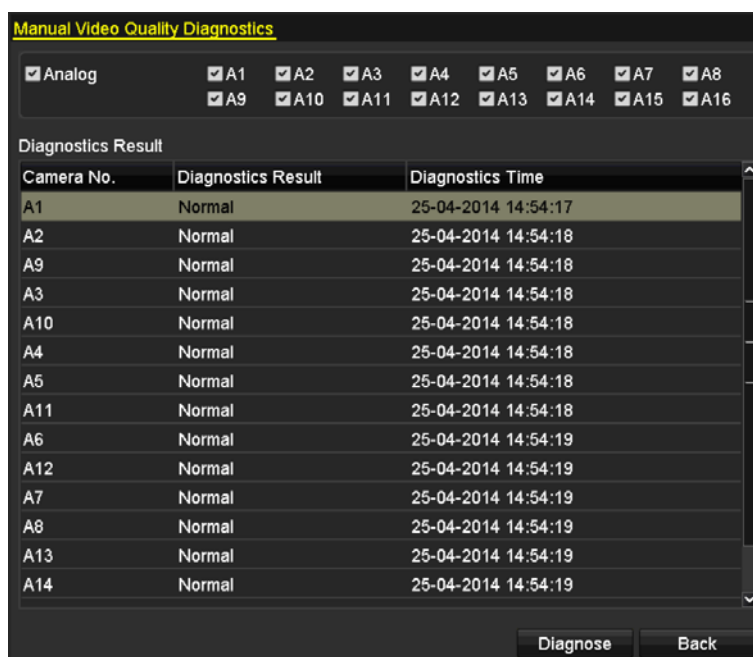 Manual Video Quality Diagnostics
Analog A1 A2 A3 A4 A5 A6 A7 A8
A9 A10 A11 A12 A13 A14 A15 A16
Diagnostics Result
Camera No. Diagnostics Result Diagnostics Time
A1 Normal 25-04-2014 14:54:17
A2 Normal 25-04-2014 14:54:18
A9 Normal 25-04-2014 14:54:18
A3 Normal 25-04-2014 14:54:18
A10 Normal 25-04-2014 14:54:18
A4 Normal 25-04-2014 14:54:18
A5 Normal 25-04-2014 14:54:18
A11 Normal 25-04-2014 14:54:18
A6 Normal 25-04-2014 14:54:19
A12 Normal 25-04-2014 14:54:19
A7 Normal 25-04-2014 14:54:19
A8 Normal 25-04-2014 14:54:19
A13 Normal 25-04-2014 14:54:19
A14 Normal 25-04-2014 14:54:19
Diagnose Back